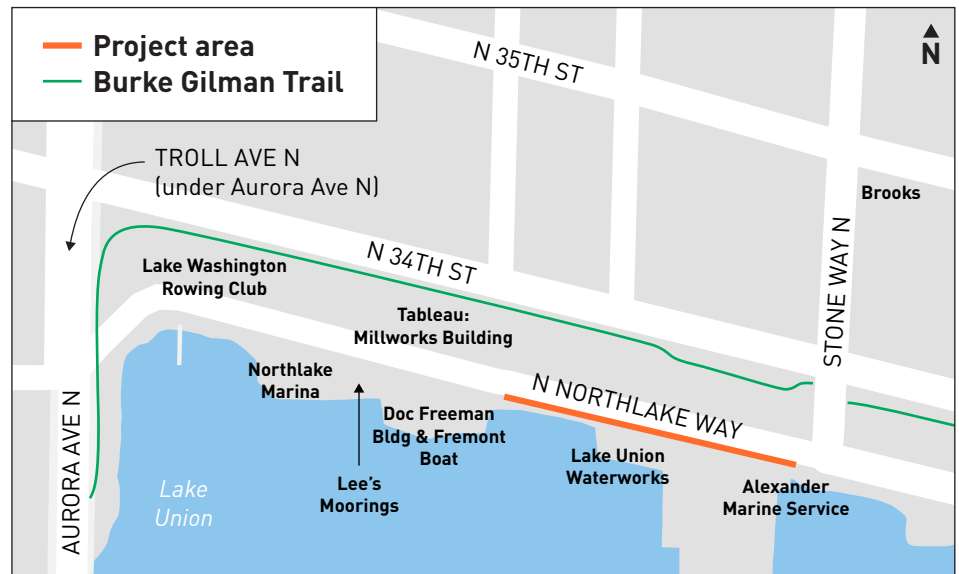 Project area
Burke Gilman Trail
N
N 35TH ST
TROLL AVE N
(under Aurora Ave N)
Brooks
N 34TH ST
Lake Washington
Rowing Club
STONE WAY N
Tableau:
Millworks Building
Northlake
Marina
N NORTHLAKE WAY
Doc Freeman
Bldg & Fremont
Boat
Lake Union
Waterworks
AURORA AVE N
Lake
Union
Lee's
Moorings
Alexander
Marine Service